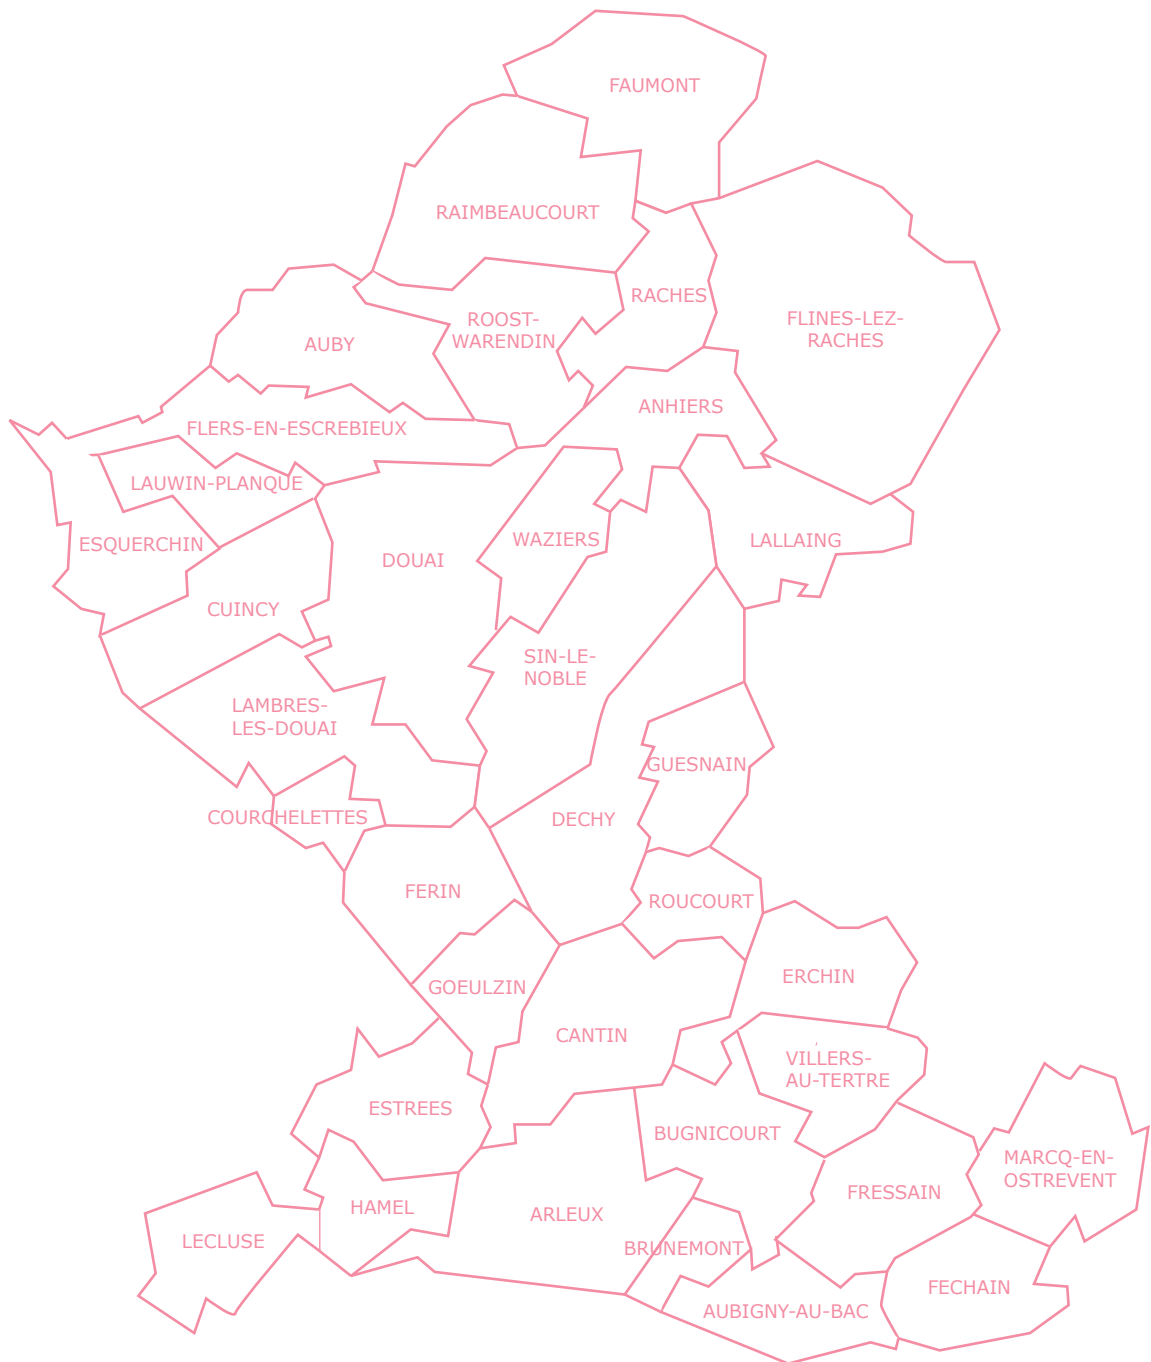 FAUMONT
RAIMBEAUCOURT
RACHES
ROOST-
WARENDIN
FLINES-LEZ-
RACHES
AUBY
ANHIERS
FLERS-EN-ESCREBIEUX
LAUWIN-PLANQUE
ESQUERCHIN
DOUAI
WAZIERS
LALLAING
CUINCY
SIN-LE-
NOBLE
LAMBRES-
LES-DOUAI
GUESNAIN
COURCHELETTES
DECHY
FERIN
ROUCOURT
GOEULZIN
ERCHIN
CANTIN
VILLERS-
AU-TERTRE
ESTREES
BUGNICOURT
MARCQ-EN-
OSTREVENT
FRESSAIN
HAMEL
ARLEUX
LECLUSE
BRUNEMONT
FECHAIN
AUBIGNY-AU-BAC